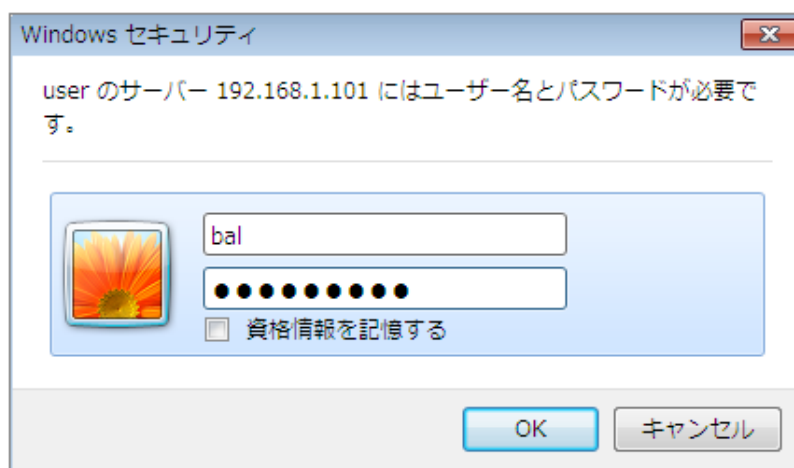 Windows セキュリティ
user のサーバー 192.168.1.101 にはユーザー名とパスワードが必要で
す。
bal
●●●●●●●●●
資格情報を記憶する
OK
キャンセル